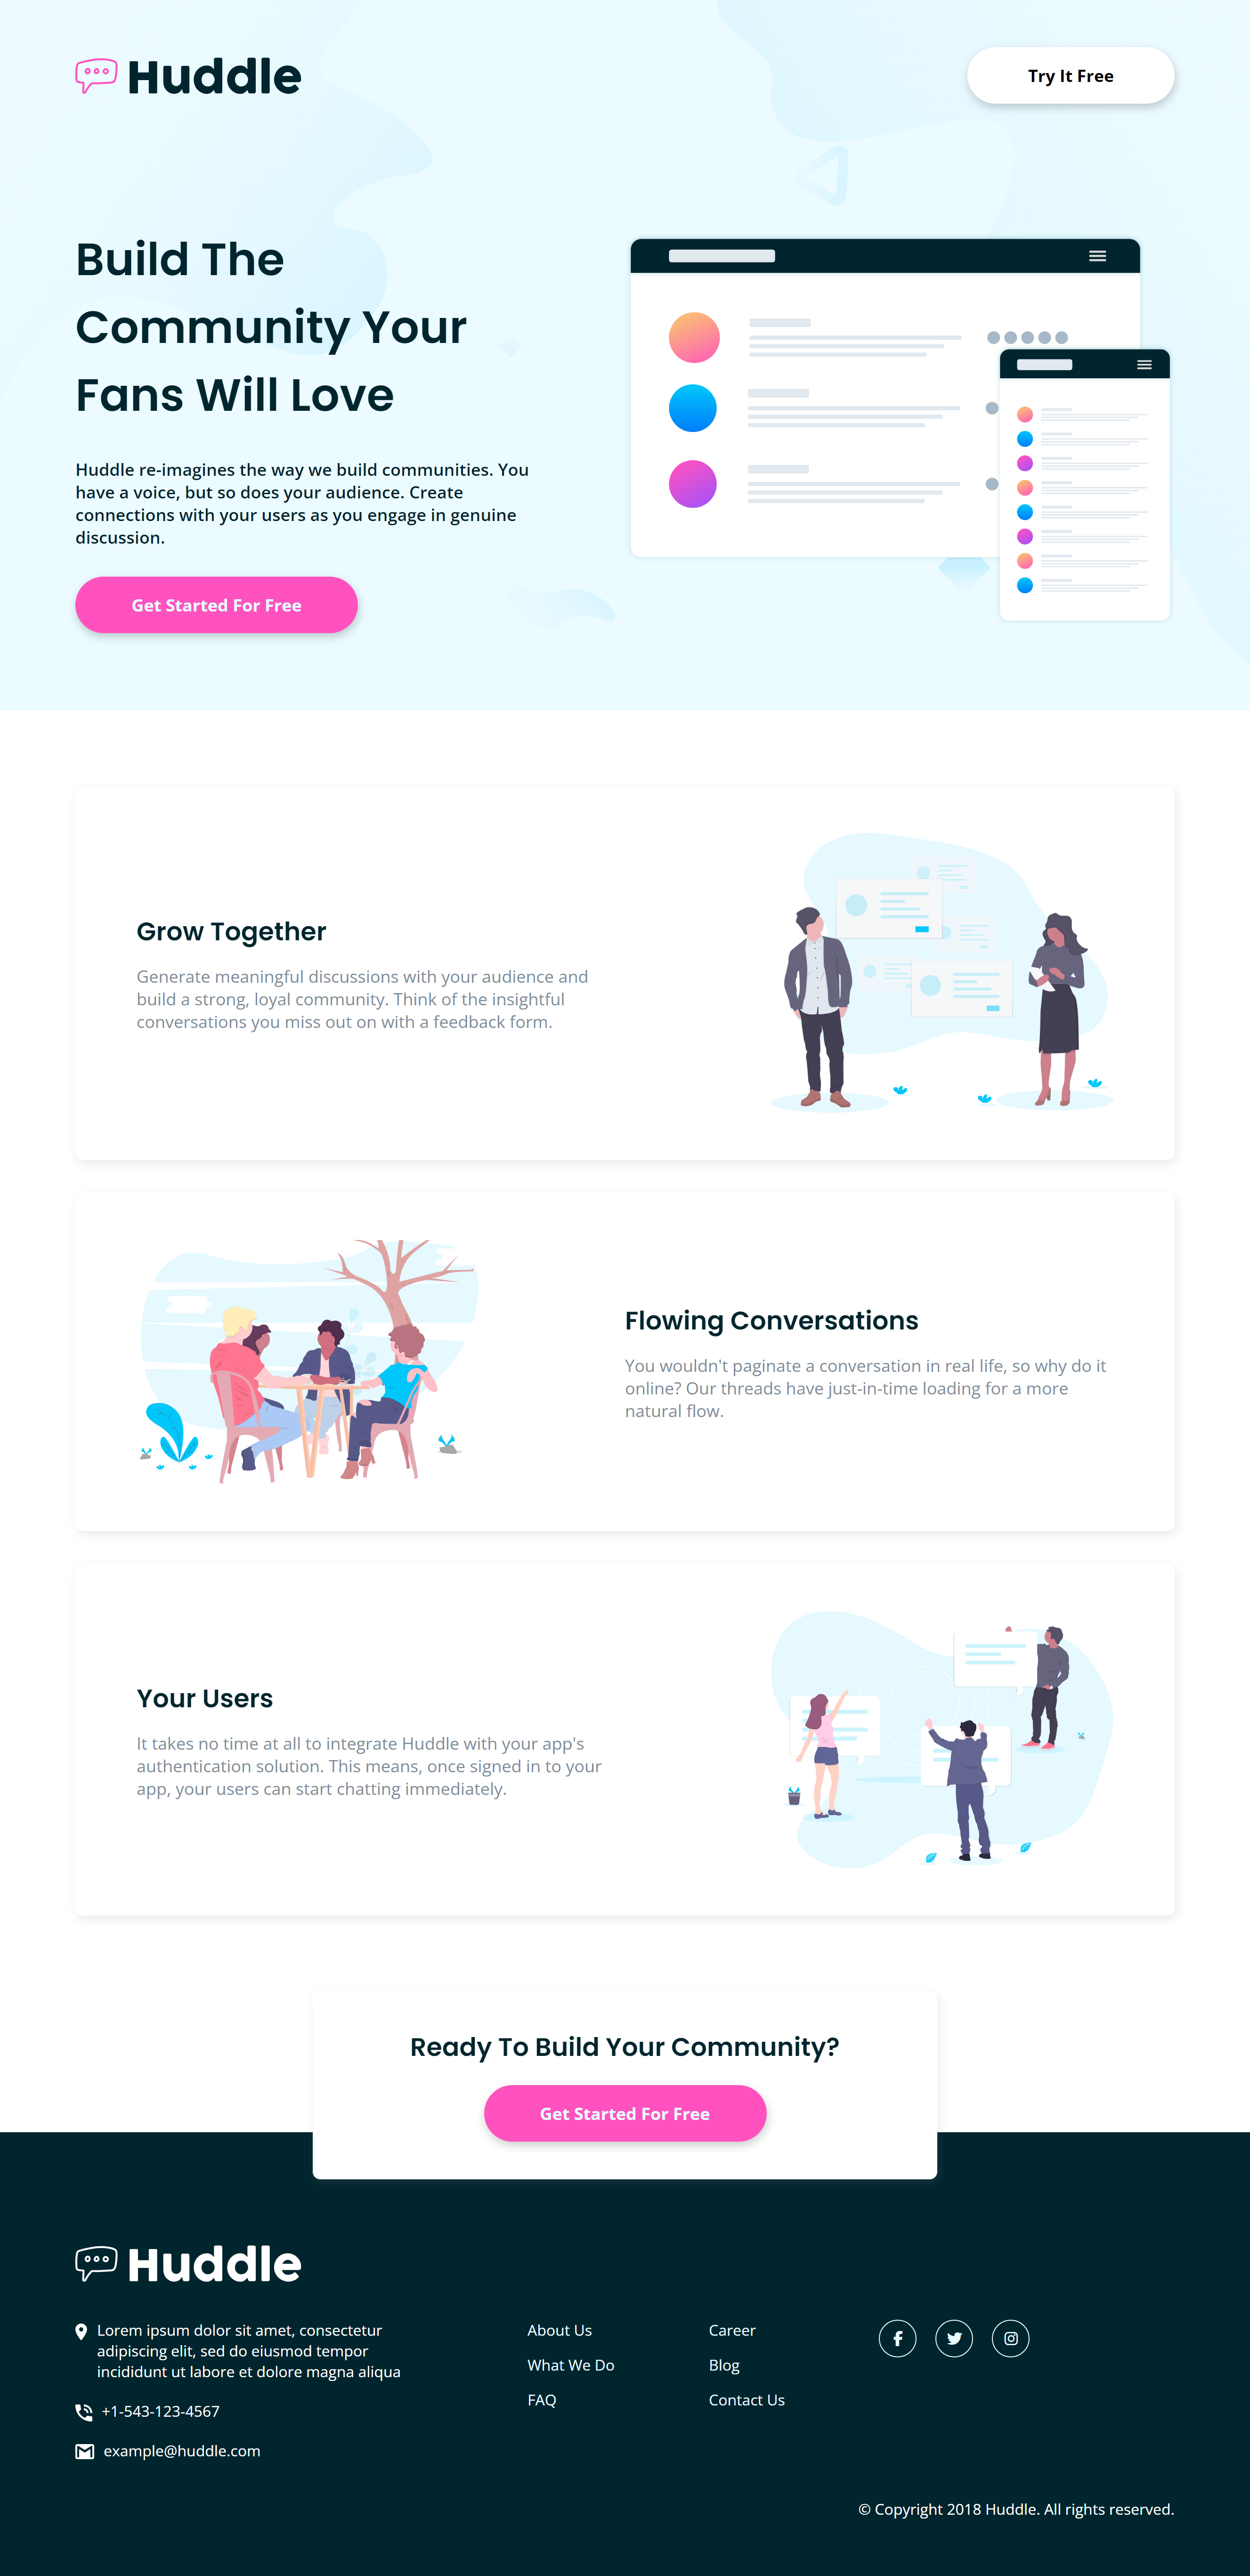 Huddle
Try It Free
Build The
Community Your
Fans Will Love
Huddle re-imagines the way we build communities. You
have a voice, but so does your audience. Create
connections with your users as you engage in genuine
discussion.
Get Started For Free
Grow Together
Generate meaningful discussions with your audience and
build a strong, loyal community. Think of the insightful
conversations you miss out on with a feedback form.
Flowing Conversations
You wouldn't paginate a conversation in real life, so why do it
online? Our threads have just-in-time loading for a more
natural flow.
Your Users
It takes no time at all to integrate Huddle with your app's
authentication solution. This means, once signed in to your
app, your users can start chatting immediately.
Ready To Build Your Community?
Get Started For Free
Huddle
Lorem ipsum dolor sit amet, consectetur
adipiscing elit, sed do eiusmod tempor
incididunt ut labore et dolore magna aliqua
+1-543-123-4567
example@huddle.com
About Us
What We Do
FAQ
Career
Blog
Contact Us
© Copyright 2018 Huddle. All rights reserved.